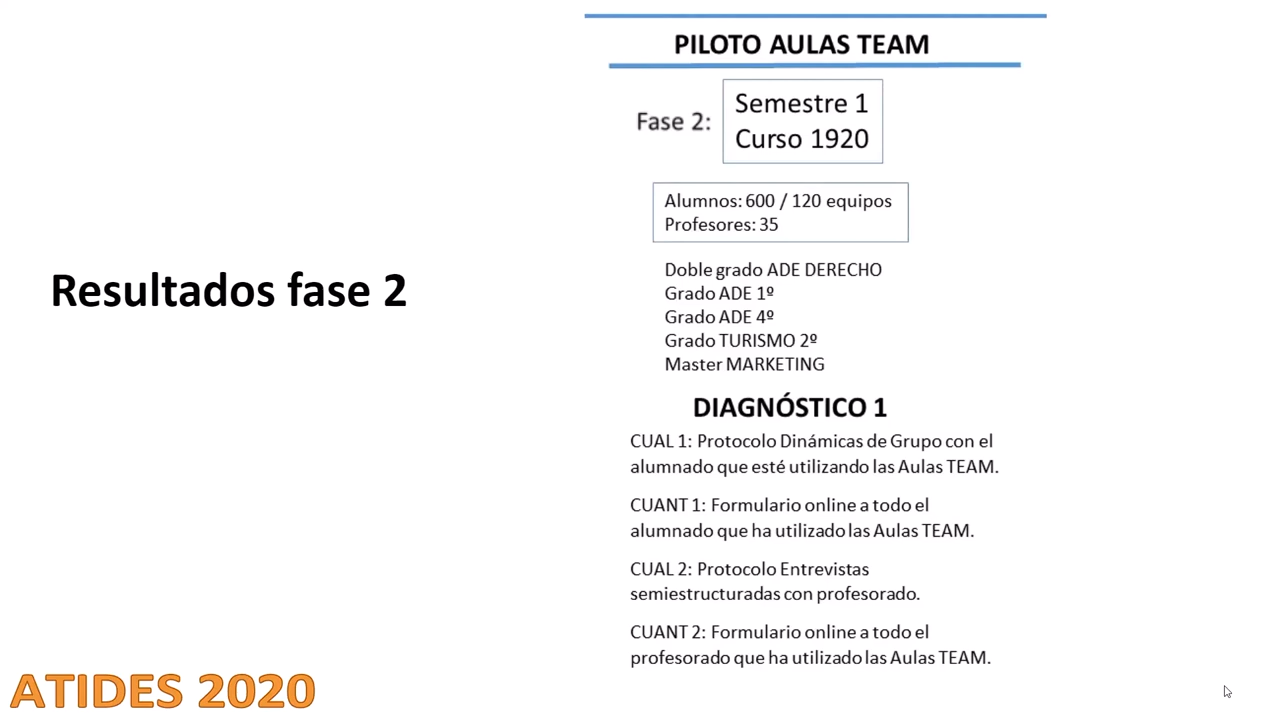 PILOTO AULAS TEAM
Fase 2:
Semestre 1
Curso 1920
Alumnos: 600 / 120 equipos
Profesores: 35
Doble grado ADE DERECHO
Grado ADE 1º
Grado ADE 4º
Grado TURISMO 2º
Master MARKETING
Resultados fase 2
DIAGNÓSTICO 1
CUAL 1: Protocolo Dinámicas de Grupo con el
alumnado que esté utilizando las Aulas TEAM.
CUANT 1: Formulario online a todo el
alumnado que ha utilizado las Aulas TEAM.
CUAL 2: Protocolo Entrevistas
semiestructuradas con profesorado.
CUANT 2: Formulario online a todo el
profesorado que ha utilizado las Aulas TEAM.
ATIDES 2020